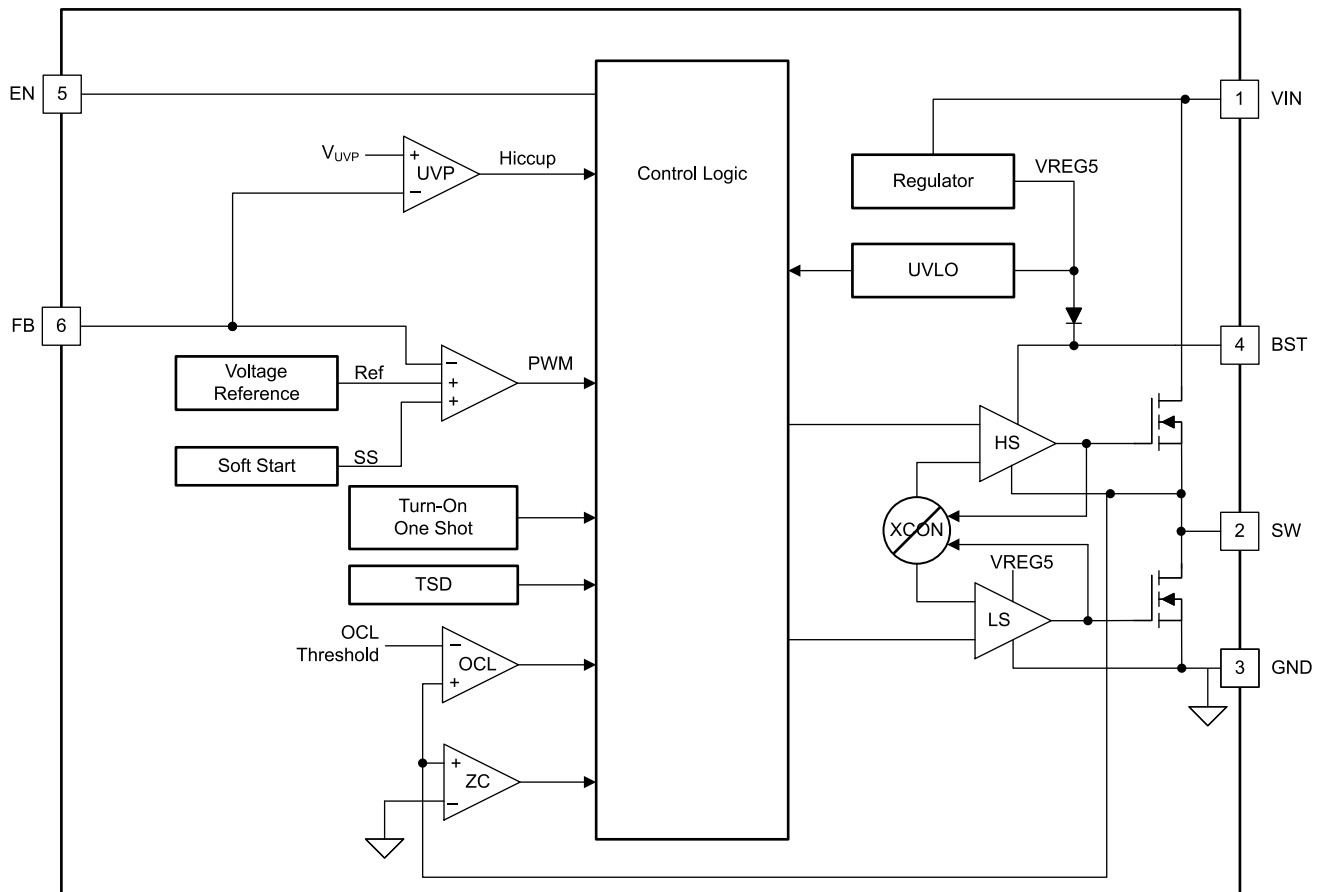 EN
5
1
VIN
V_UVP
+
UVP
−
Hiccup
Control Logic
Regulator
VREG5
UVLO
FB
6
4
BST
Voltage
Reference
Ref
−
+
+
PWM
Soft Start
SS
HS
Turn-On
One Shot
XCON
2
SW
TSD
VREG5
LS
OCL
Threshold
−
OCL
+
3
GND
+
ZC
−